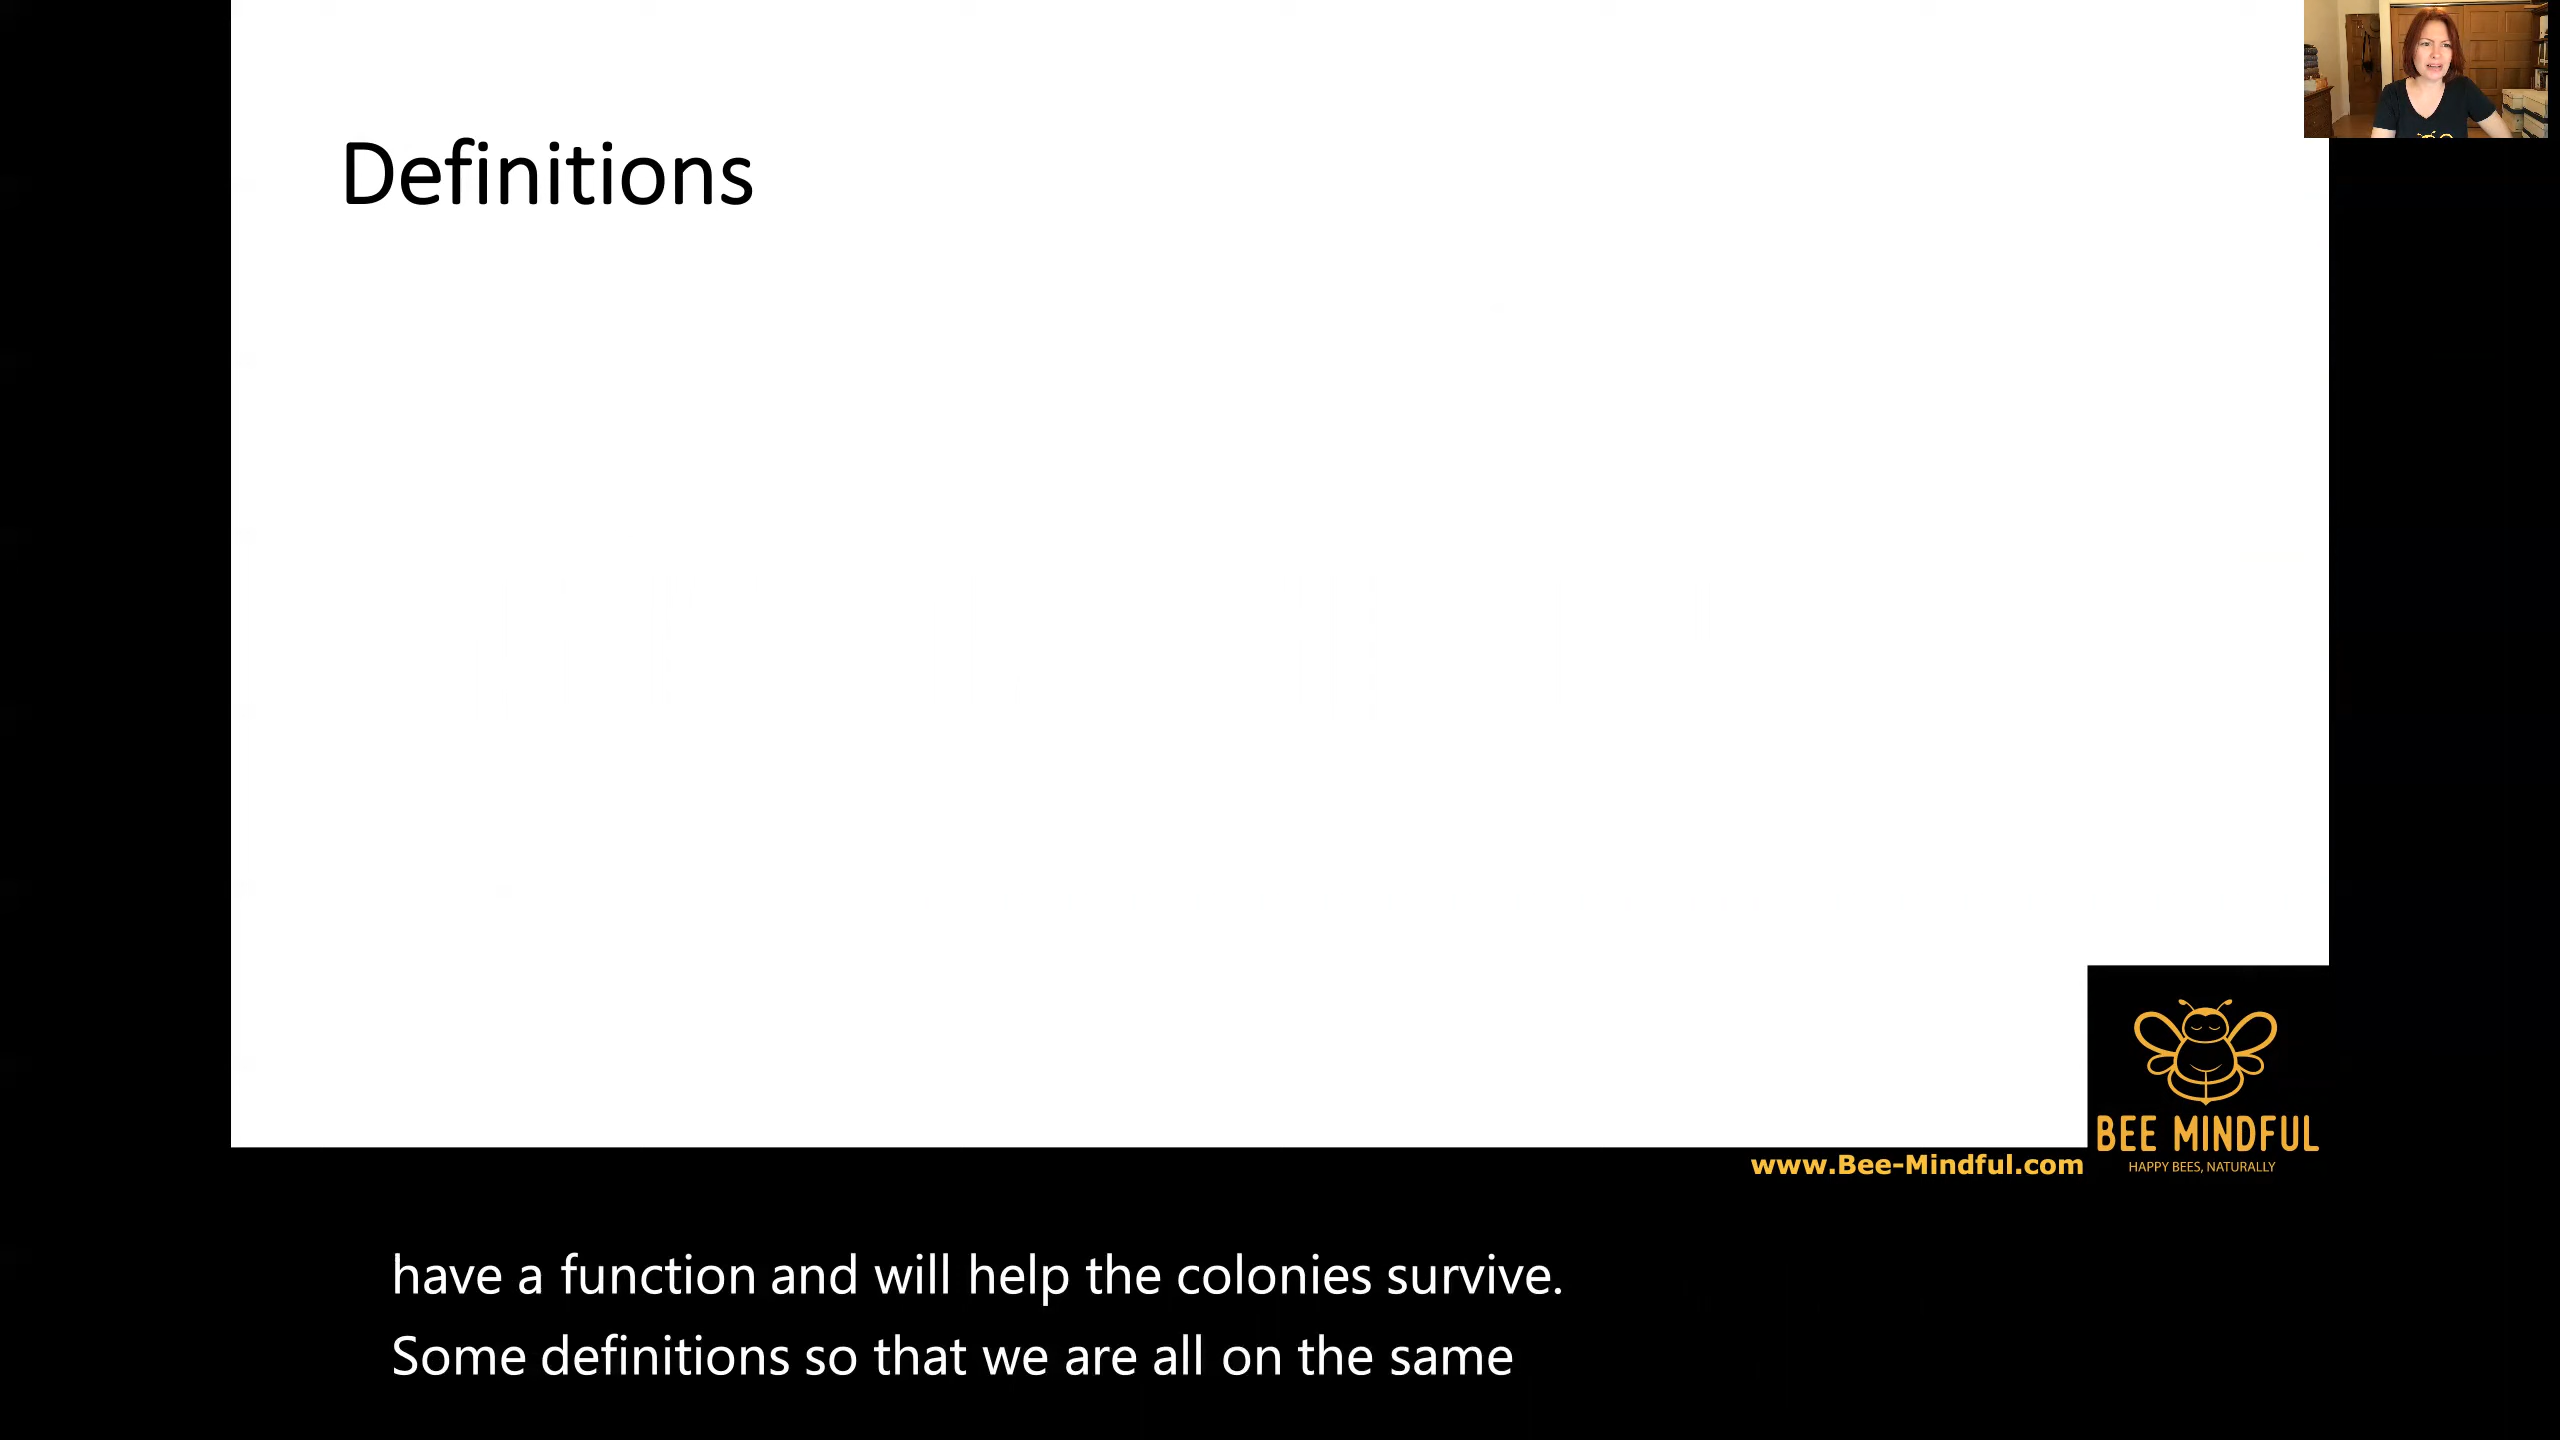 Definitions
BEE MINDFUL
HAPPY BEES, NATURALLY
www.Bee-Mindful.com
have a function and will help the colonies survive.
Some definitions so that we are all on the same